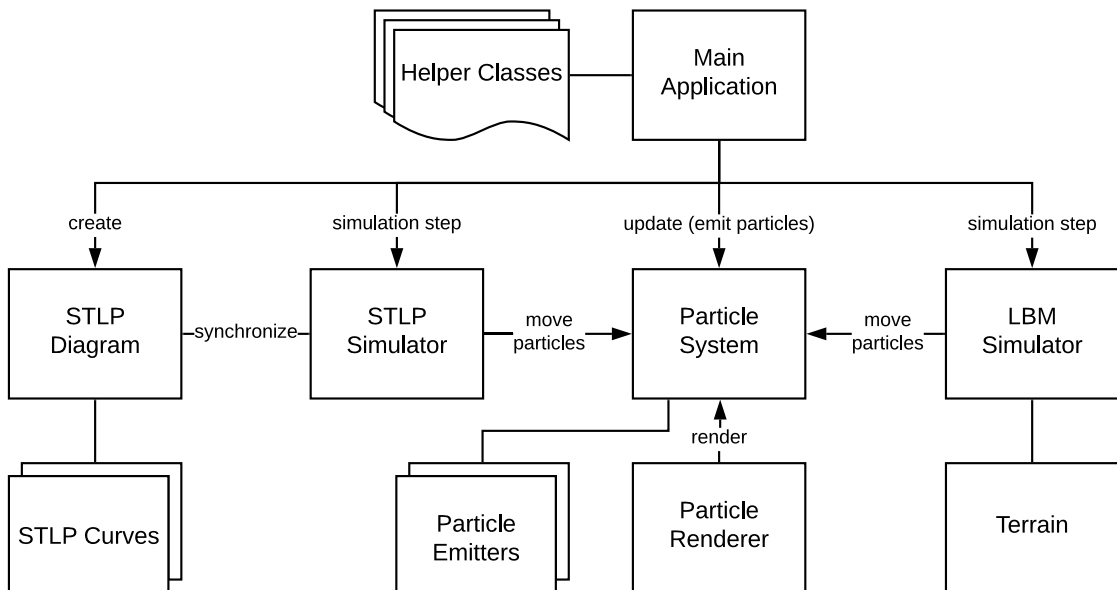 Helper Classes
Main
Application
create
simulation step
update (emit particles)
simulation step
STLP
Diagram
synchronize
STLP
Simulator
move
particles
Particle
System
move
particles
LBM
Simulator
render
STLP Curves
Particle
Emitters
Particle
Renderer
Terrain